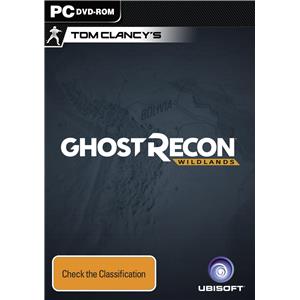 PC DVD-ROM
TOM CLANCY'S
BOLIVIA
GHOST RECON
WILDLANDS
Check the Classification
UBISOFT